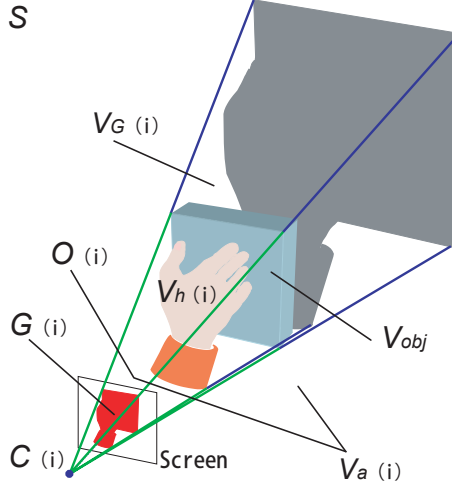 S
VG (i)
O (i)
Vh (i)
G (i)
Vobj
C (i)
Screen
Va (i)